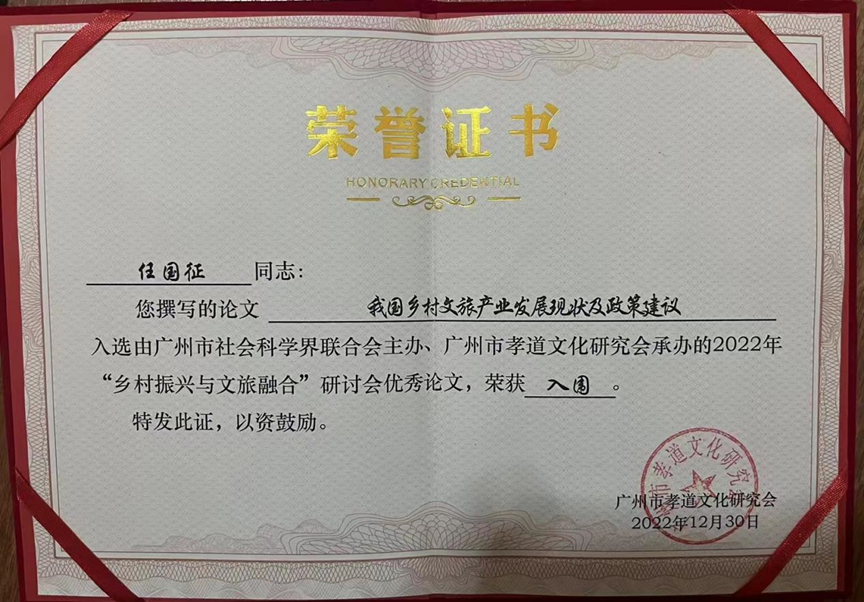 荣誉证书
HONORARY CREDENTIAL
任国征 同志:
您撰写的论文 我国乡村文旅产业发展现状及政策建议
入选由广州市社会科学界联合会主办、广州市孝道文化研究会承办的2022年
“乡村振兴与文旅融合”研讨会优秀论文，荣获 入围 。
特发此证，以资鼓励。
市孝道文化研究会
广州市孝道文化研究会
2022年12月30日